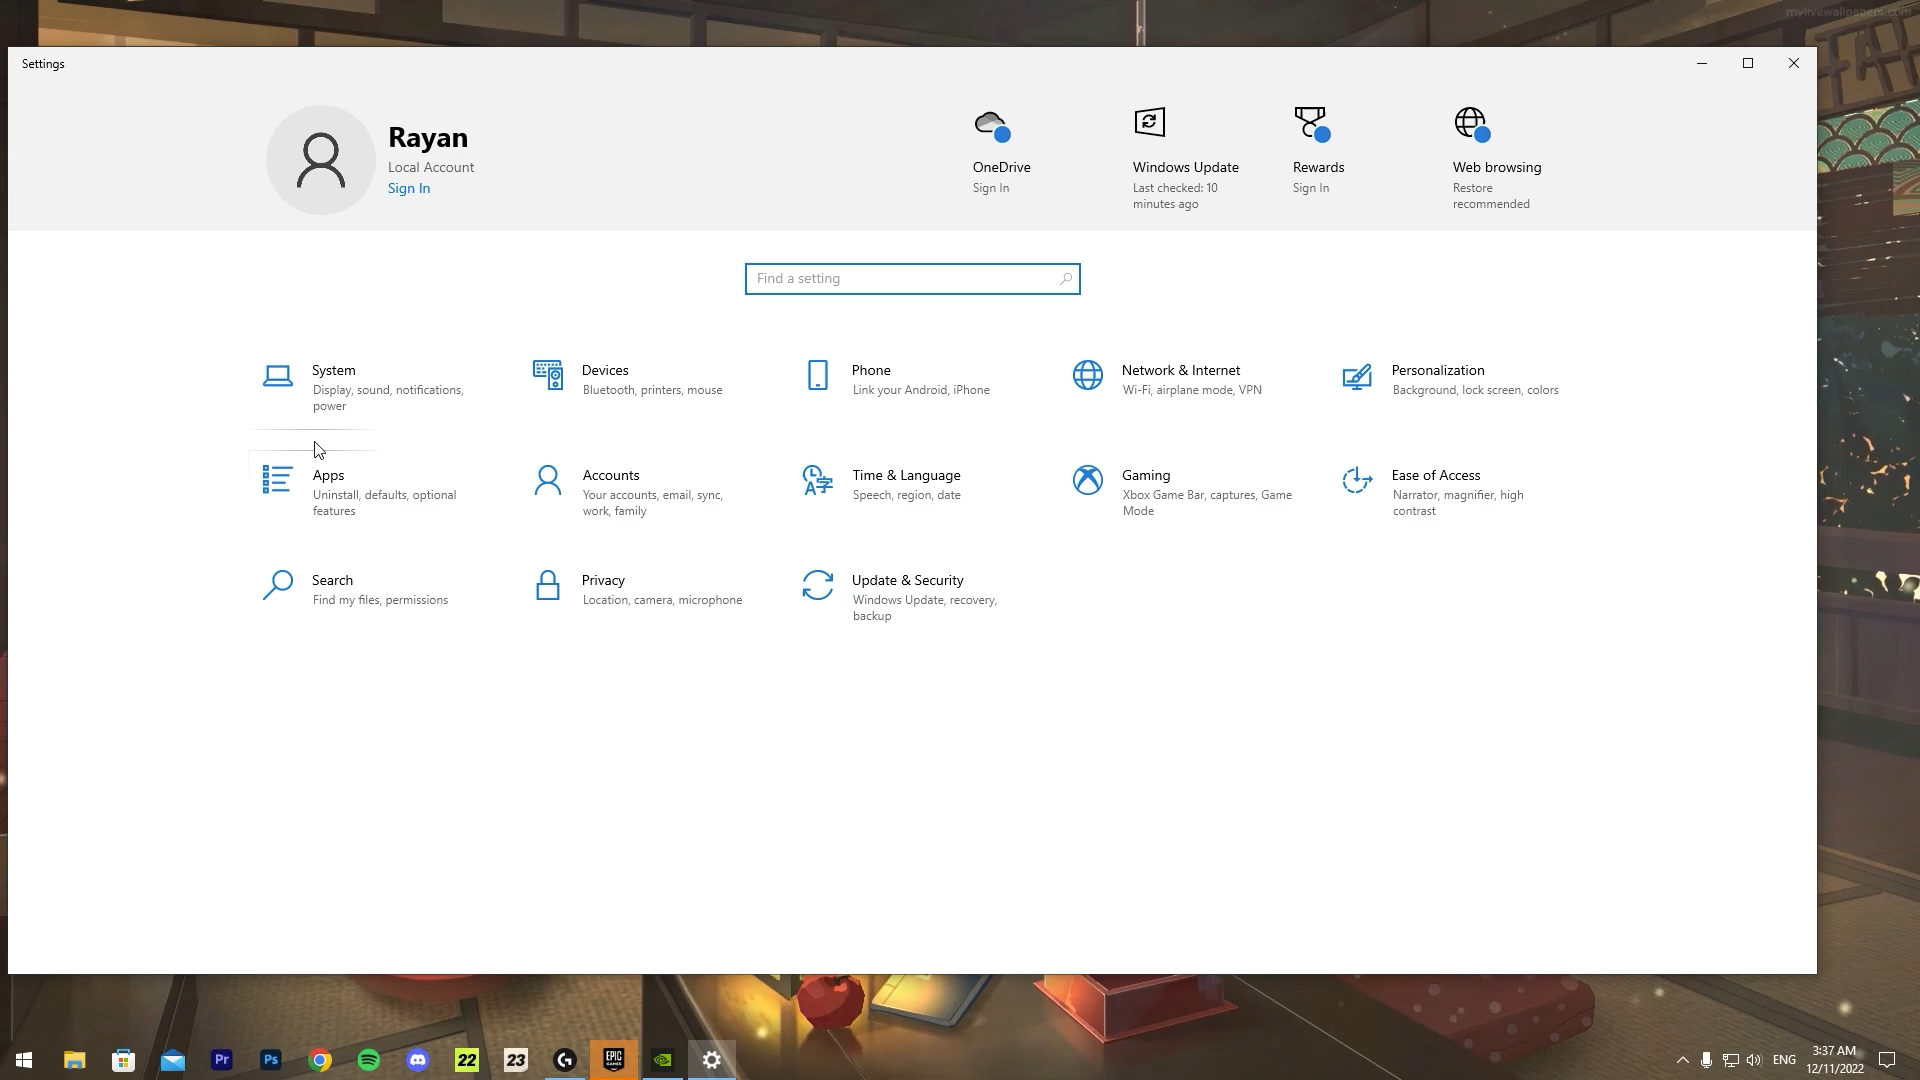 mylivewallpapers.com
Settings
Rayan
Local Account
Sign In
OneDrive
Sign In
Windows Update
Last checked: 10
minutes ago
Rewards
Sign In
Web browsing
Restore
recommended
Find a setting
System
Display, sound, notifications,
power
Devices
Bluetooth, printers, mouse
Phone
Link your Android, iPhone
Network & Internet
Wi-Fi, airplane mode, VPN
Personalization
Background, lock screen, colors
Apps
Uninstall, defaults, optional
features
Accounts
Your accounts, email, sync,
work, family
Time & Language
Speech, region, date
Gaming
Xbox Game Bar, captures, Game
Mode
Ease of Access
Narrator, magnifier, high
contrast
Search
Find my files, permissions
Privacy
Location, camera, microphone
Update & Security
Windows Update, recovery,
backup
Pr
Ps
22
23
EPIC
GAMES
ENG
3:37 AM
12/11/2022